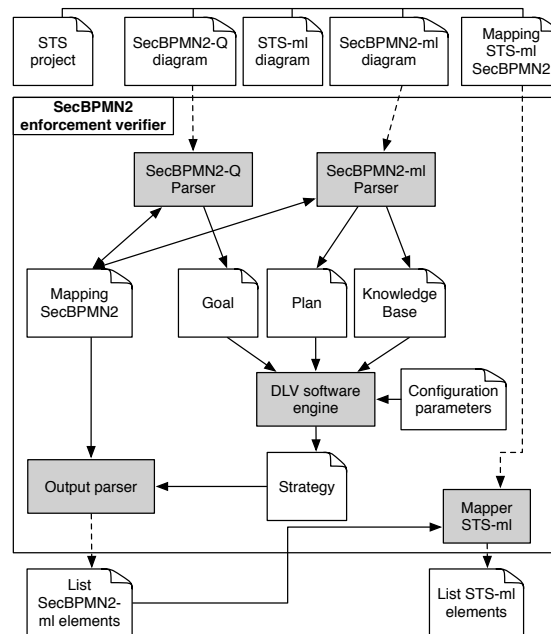 STS
project
SecBPMN2-Q
diagram
STS-ml
diagram
SecBPMN2-ml
diagram
Mapping
STS-ml
SecBPMN2
SecBPMN2
enforcement verifier
SecBPMN2-Q
Parser
SecBPMN2-ml
Parser
Mapping
SecBPMN2
Goal
Plan
Knowledge
Base
DLV software
engine
Configuration
parameters
Output parser
Strategy
Mapper
STS-ml
List
SecBPMN2-
ml elements
List STS-ml
elements